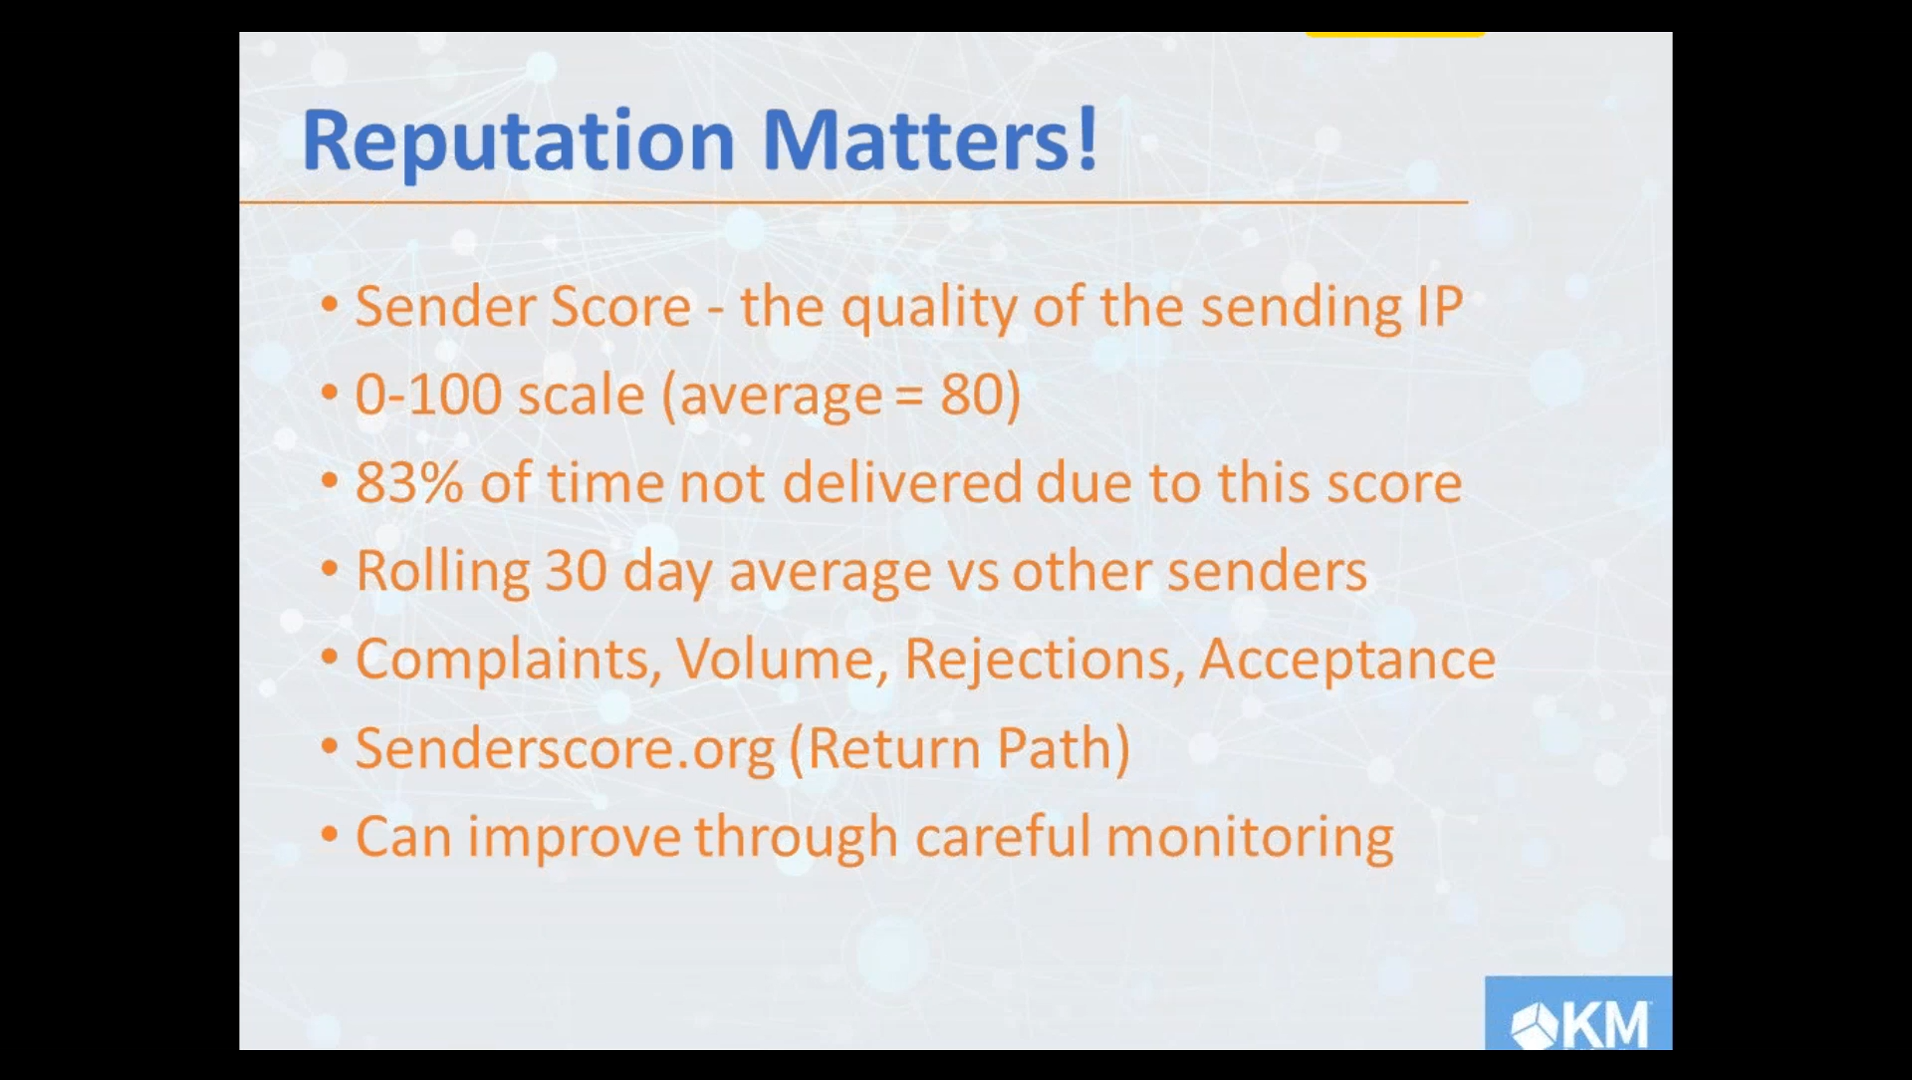 Reputation Matters!
• Sender Score - the quality of the sending IP
• 0-100 scale (average = 80)
• 83% of time not delivered due to this score
• Rolling 30 day average vs other senders
• Complaints, Volume, Rejections, Acceptance
• Senderscore.org (Return Path)
• Can improve through careful monitoring
KM